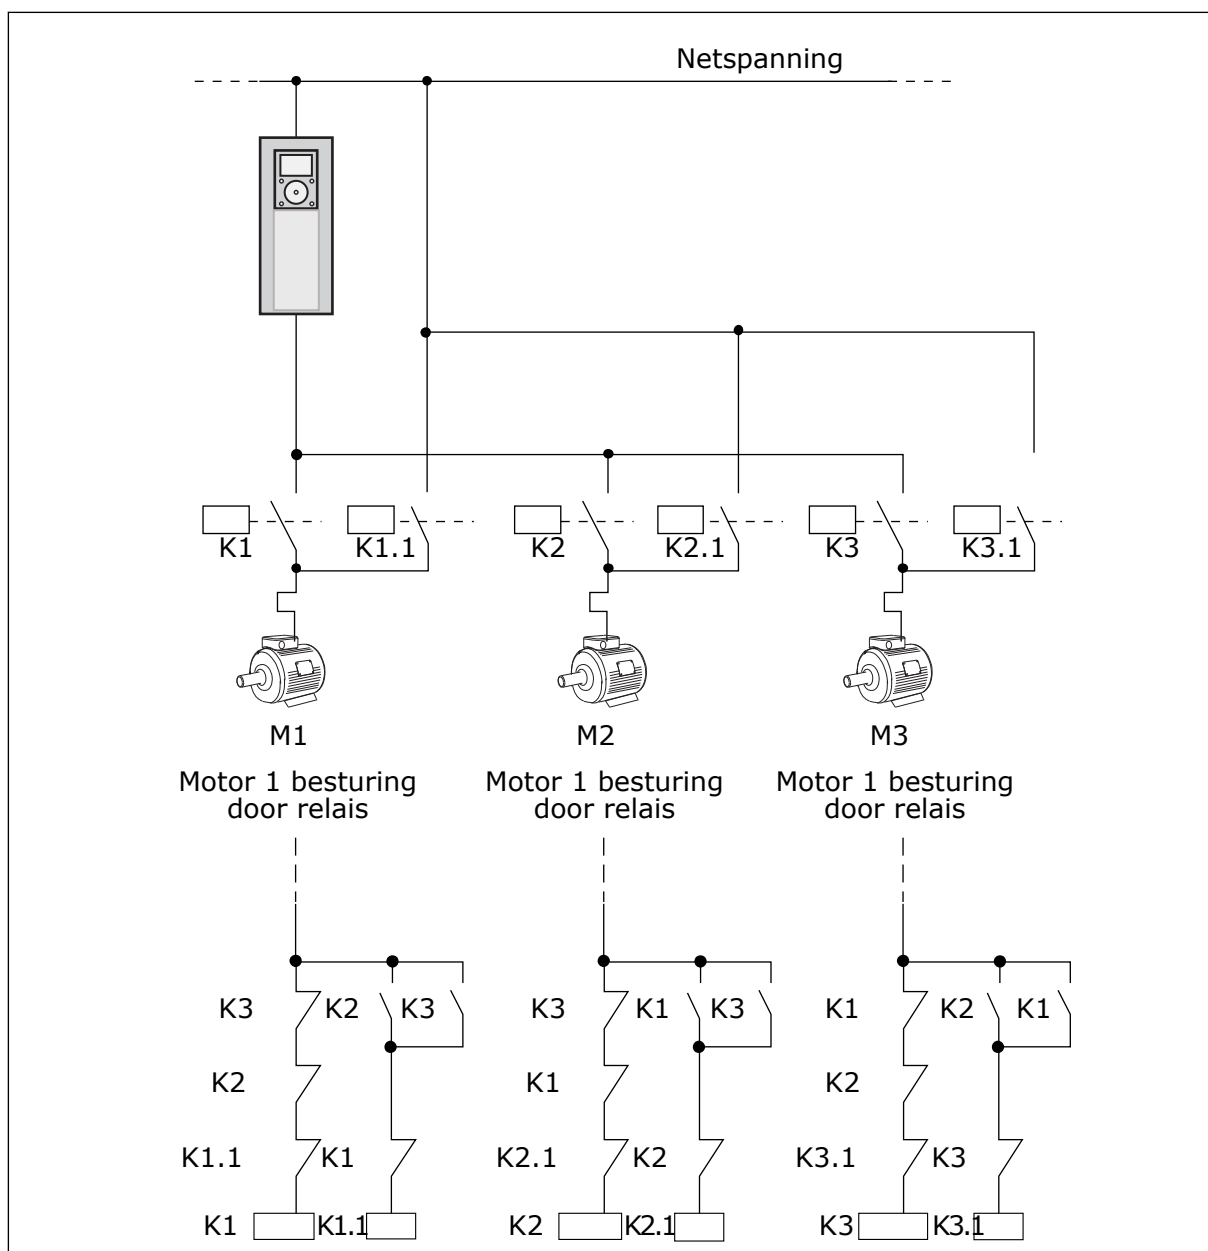 Netspanning
K1 K1.1 K2 K2.1 K3 K3.1
M1 M2 M3
Motor 1 besturing Motor 1 besturing Motor 1 besturing
door relais door relais door relais
K3 K2 K3 K3 K1 K3 K1 K2 K1
K2 K1 K2
K1.1 K1 K2.1 K2 K3.1 K3
K1 K1.1 K2 K2.1 K3 K3.1